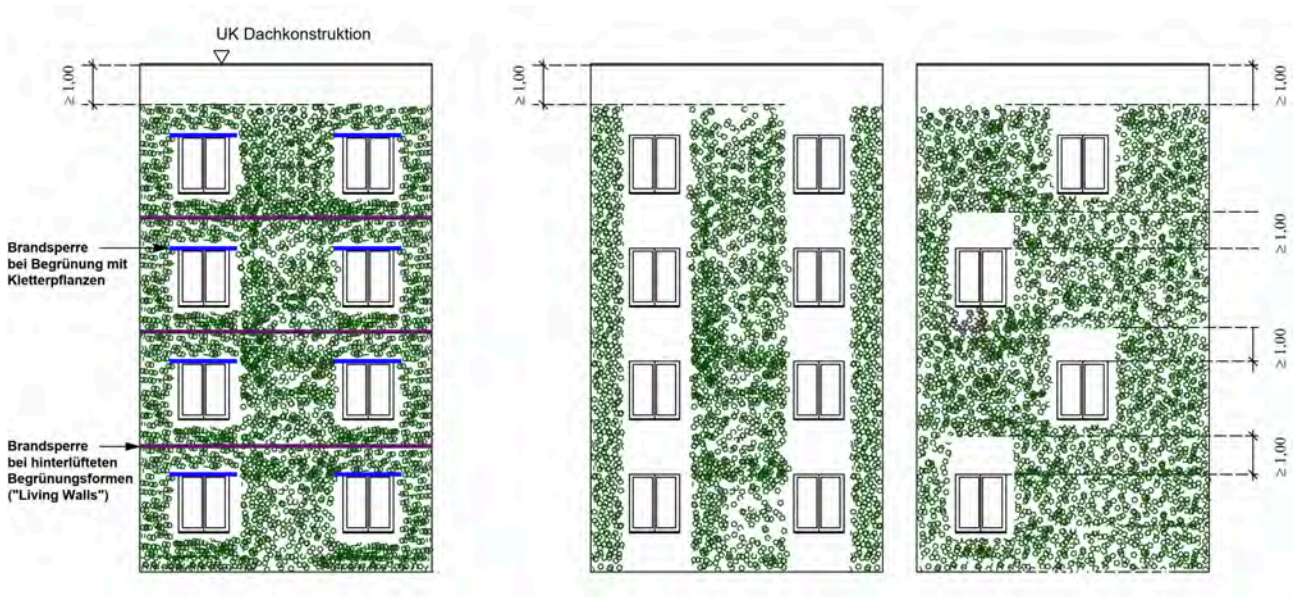 UK Dachkonstruktion
≥ 1,00
≥ 1,00
≥ 1,00
Brandsperre
bei Begrünung mit
Kletterpflanzen
≥ 1,00
≥ 1,00
Brandsperre
bei hinterlüfteten
Begrünungsformen
("Living Walls")
≥ 1,00